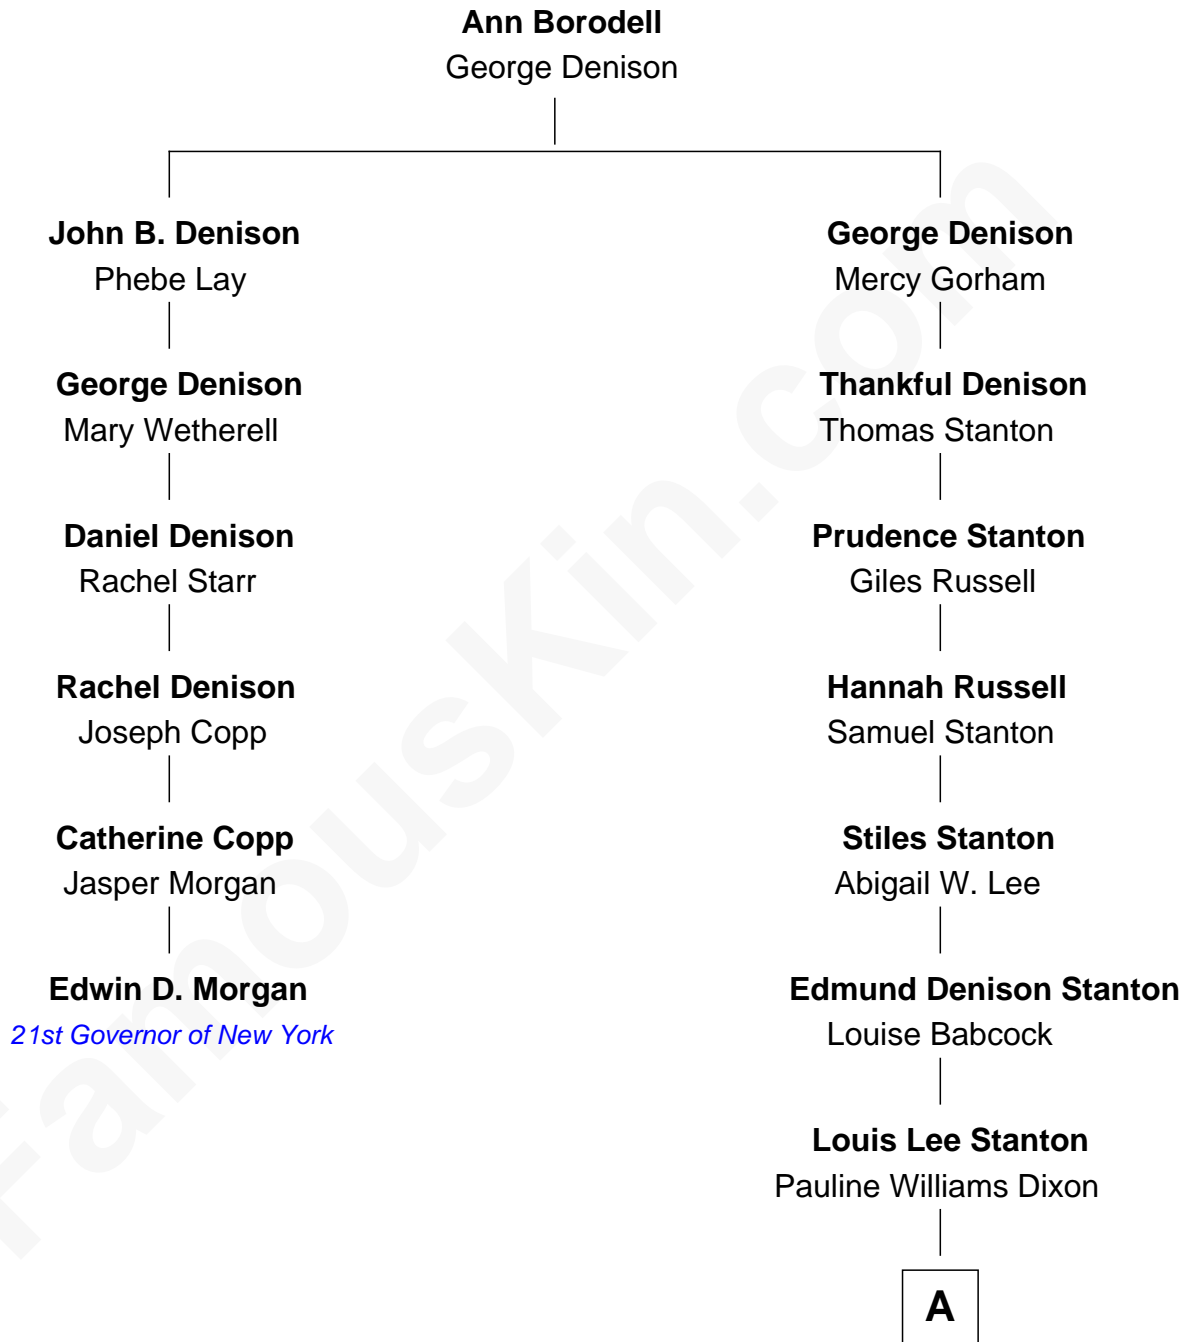 Ann Borodell
George Denison
John B. Denison
Phebe Lay
George Denison
Mary Wetherell
Daniel Denison
Rachel Starr
Rachel Denison
Joseph Copp
Catherine Copp
Jasper Morgan
Edwin D. Morgan
21st Governor of New York
George Denison
Mercy Gorham
Thankful Denison
Thomas Stanton
Prudence Stanton
Giles Russell
Hannah Russell
Samuel Stanton
Stiles Stanton
Abigail W. Lee
Edmund Denison Stanton
Louise Babcock
Louis Lee Stanton
Pauline Williams Dixon
A
FamousKin.com